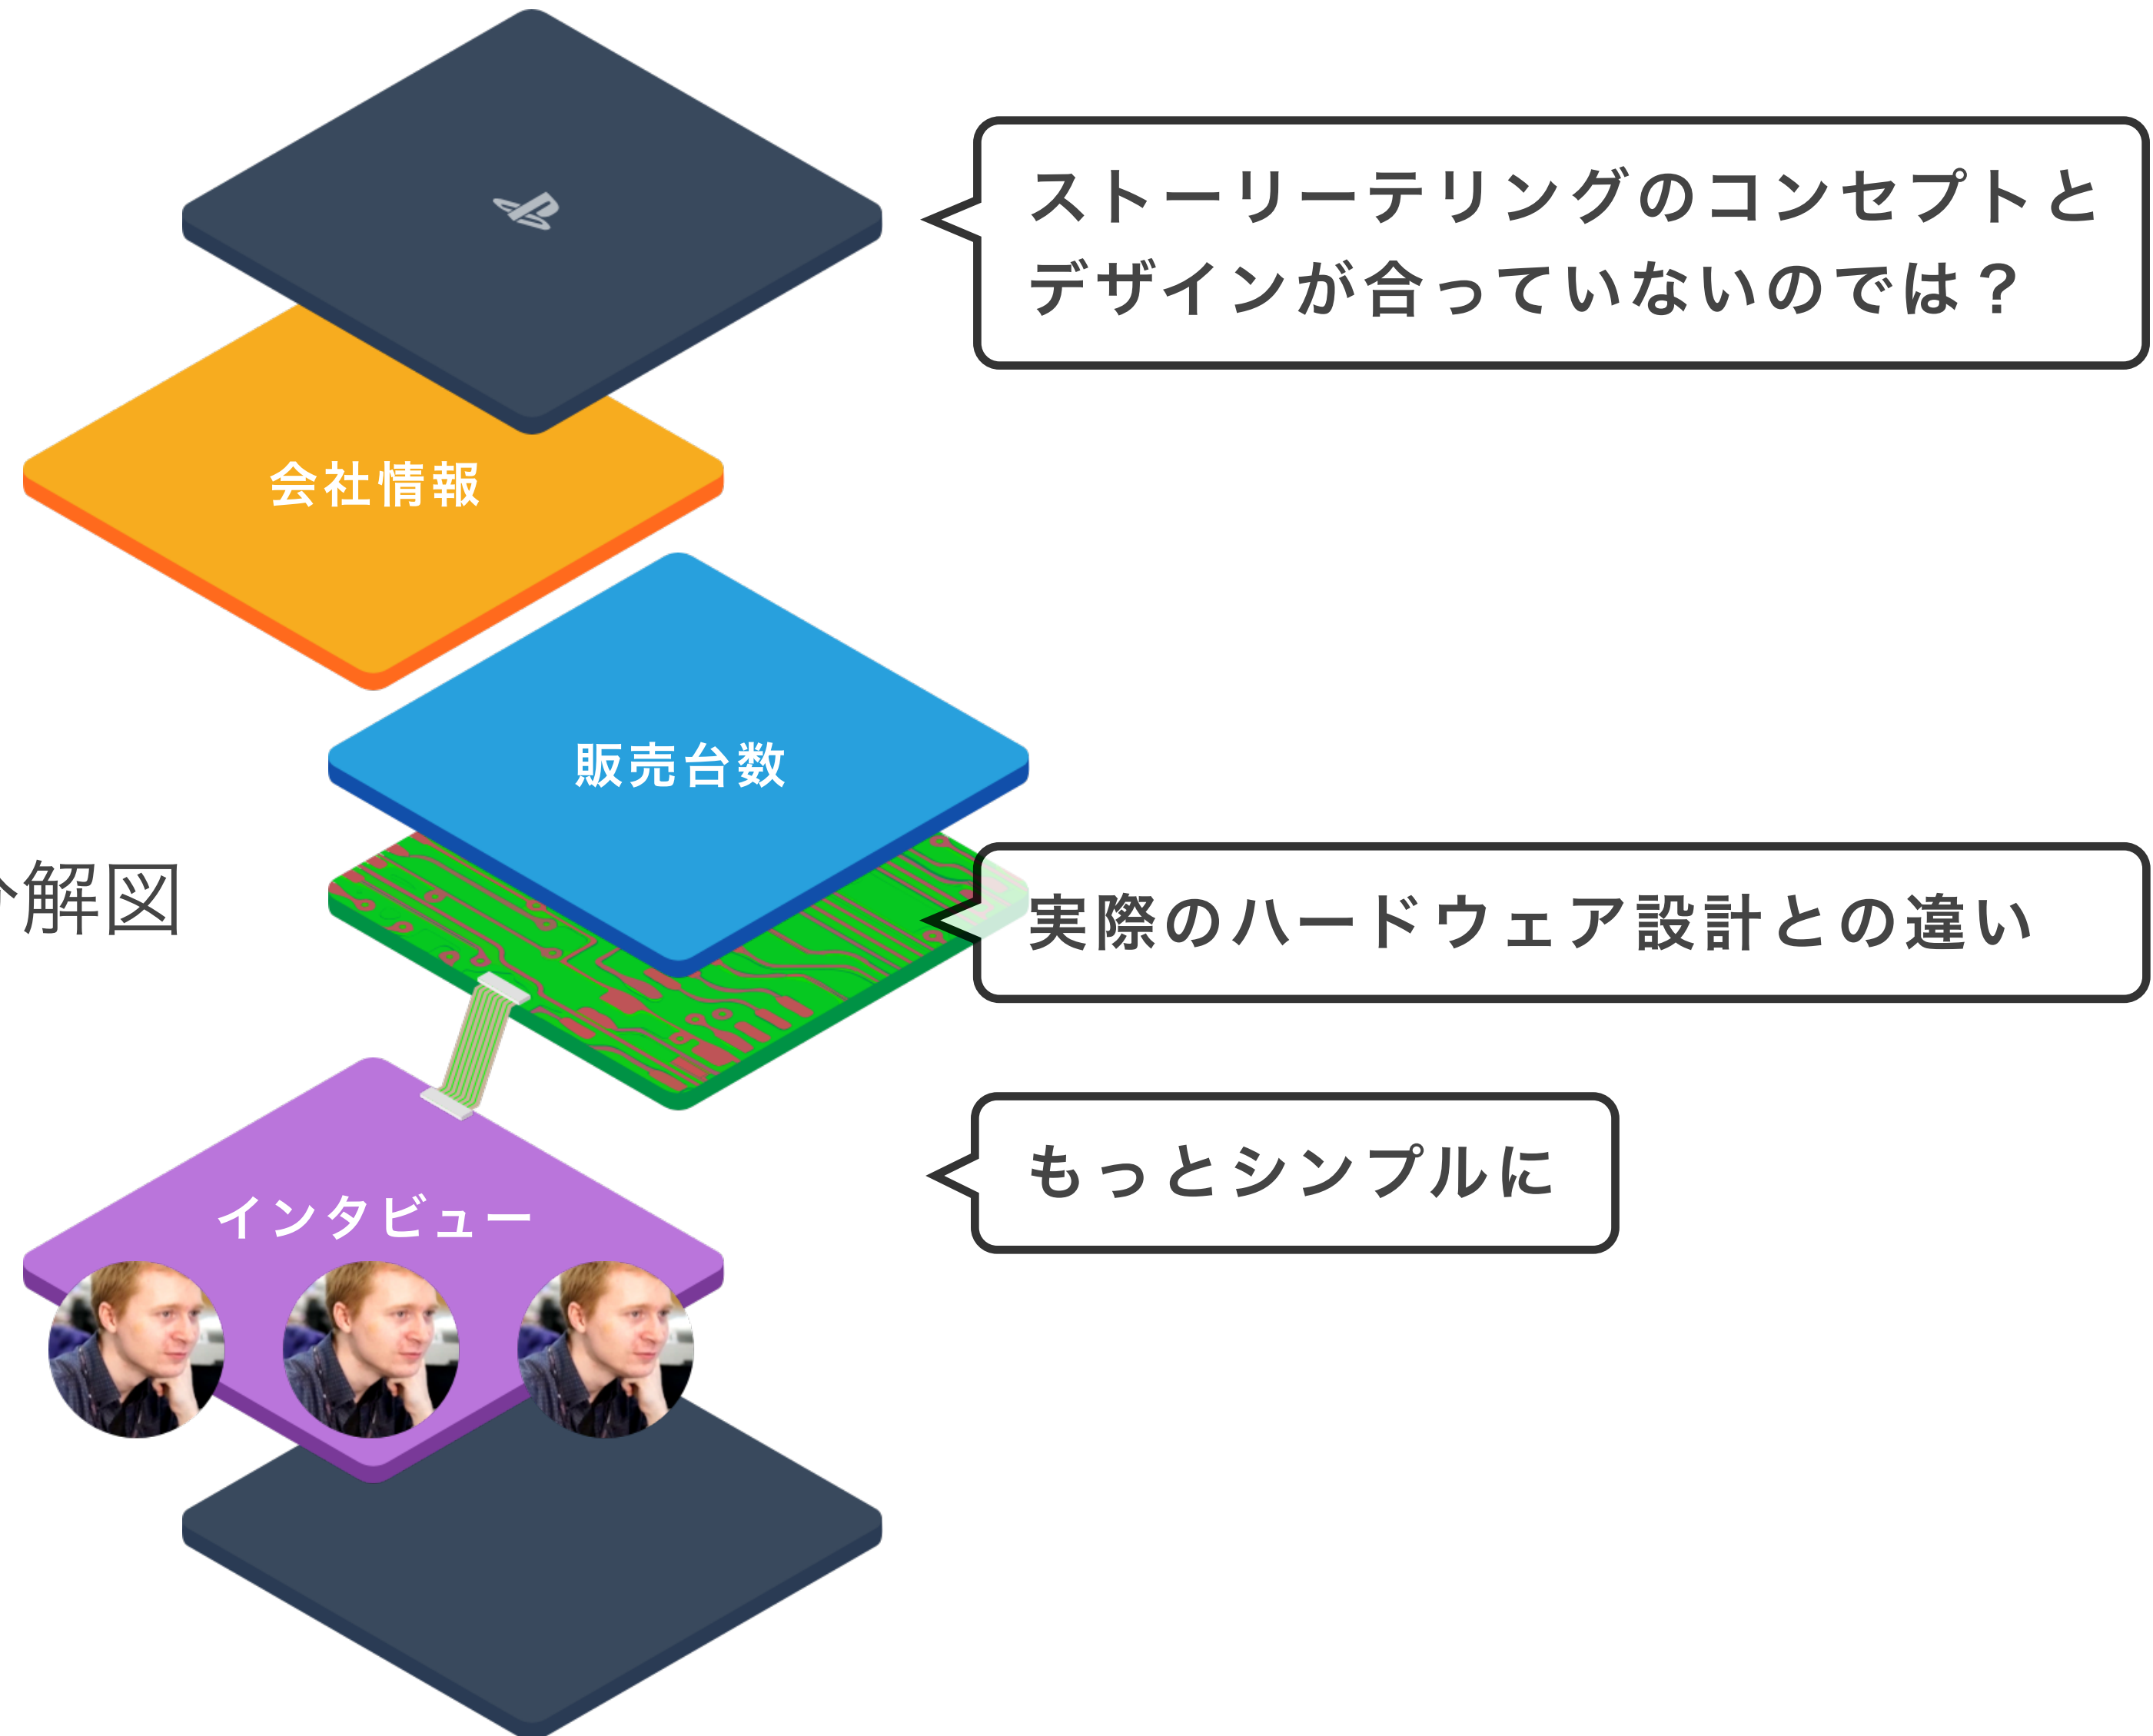 ストーリーテリングのコンセプトと
デザインが合っていないのでは？
会社情報
販売台数
解図
実際のハードウェア設計との違い
もっとシンプルに
インタビュー